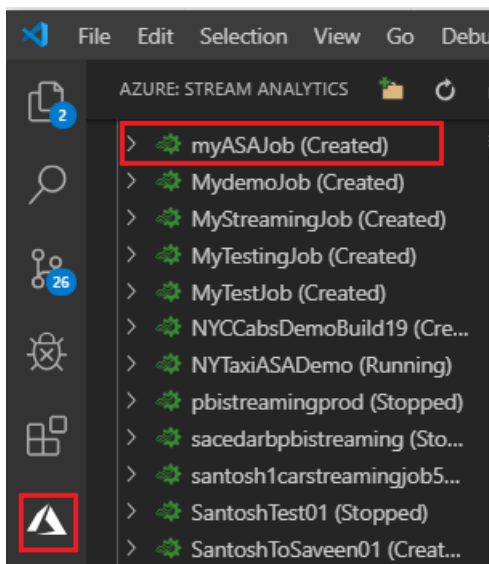 File Edit Selection View Go Debu
AZURE: STREAM ANALYTICS
2
myASAJob (Created)
MydemoJob (Created)
MyStreamingJob (Created)
MyTestingJob (Created)
26
MyTestJob (Created)
NYCCabsDemoBuild19 (Cre...
NYTaxiASADemo (Running)
pbistreamingprod (Stopped)
sacedarbpbistreaming (Sto...
santosh1carstreamingjob5...
SantoshTest01 (Stopped)
SantoshToSaveen01 (Creat...